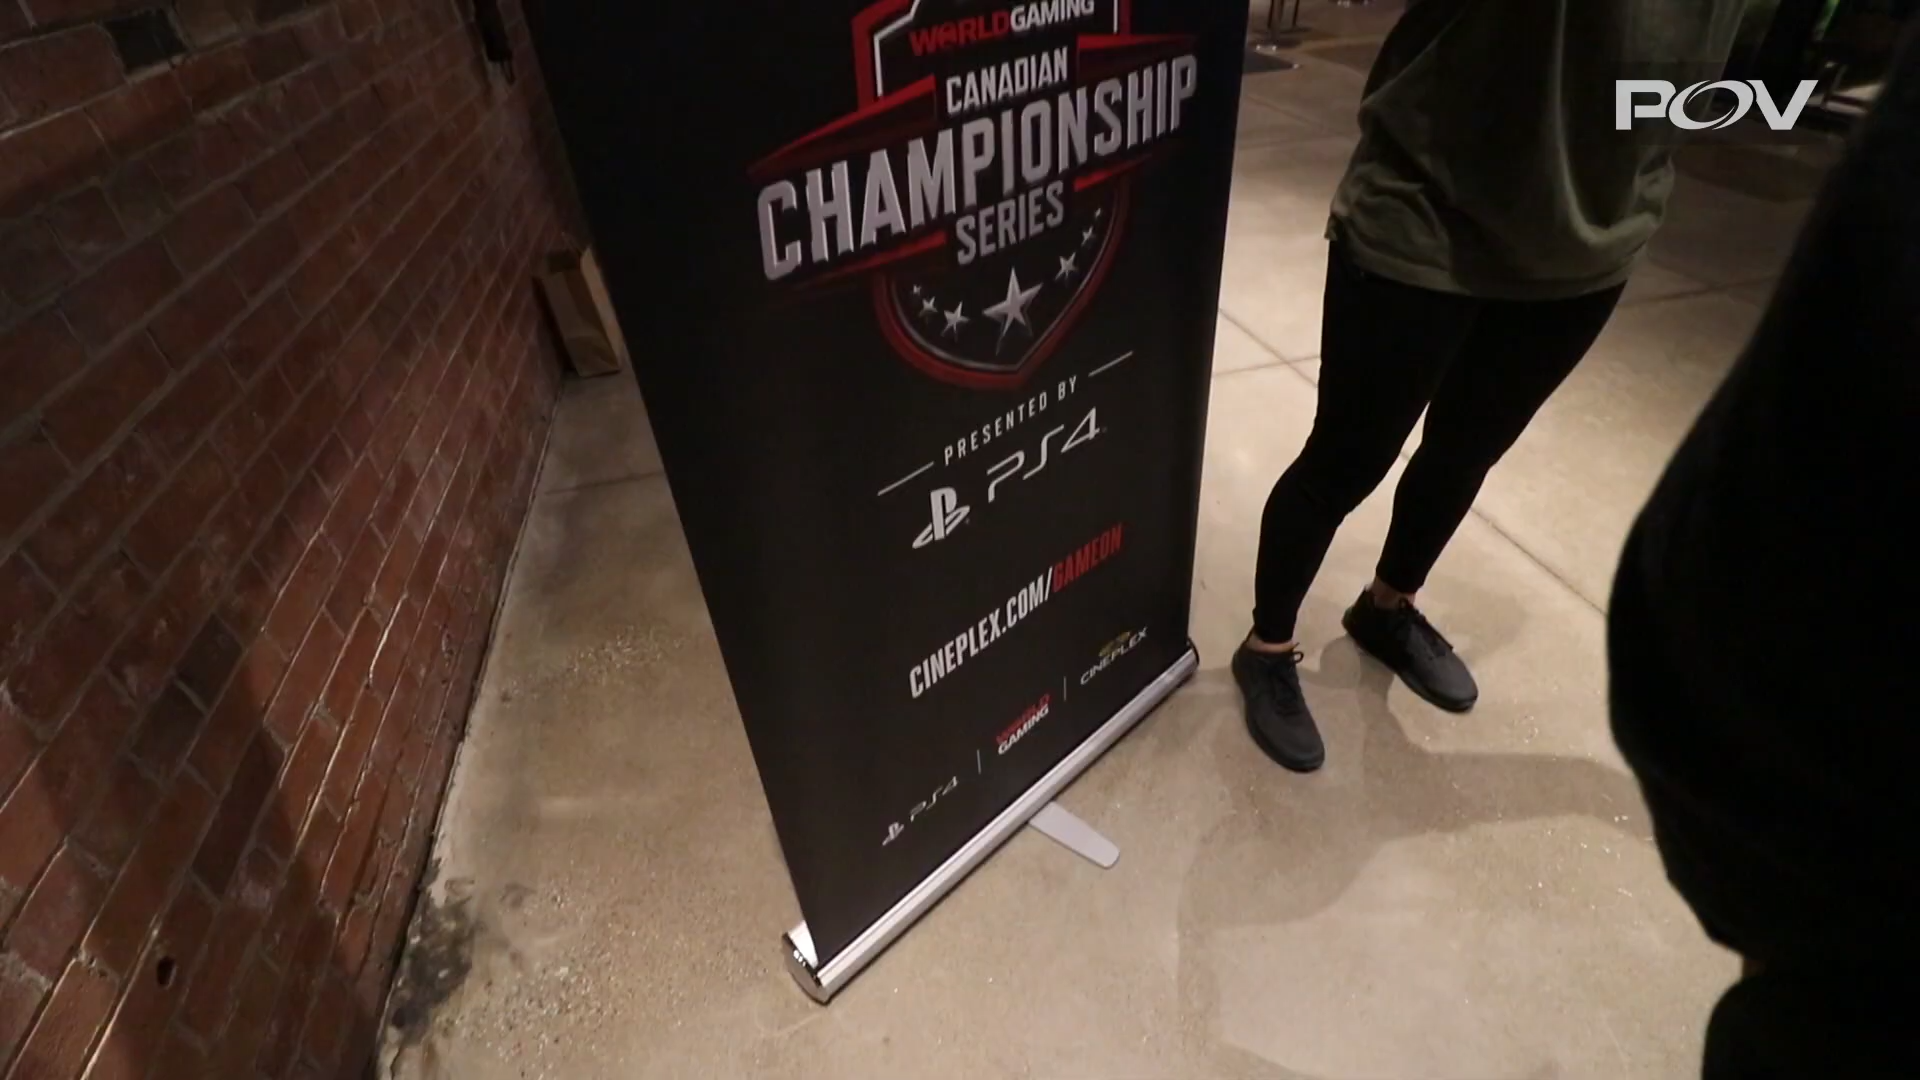 WORLDGAMING
CANADIAN
CHAMPIONSHIP
SERIES
PRESENTED BY
PS4
CINEPLEX.COM/GAMEON
PS4 | WORLD GAMING | CINEPLEX
POV